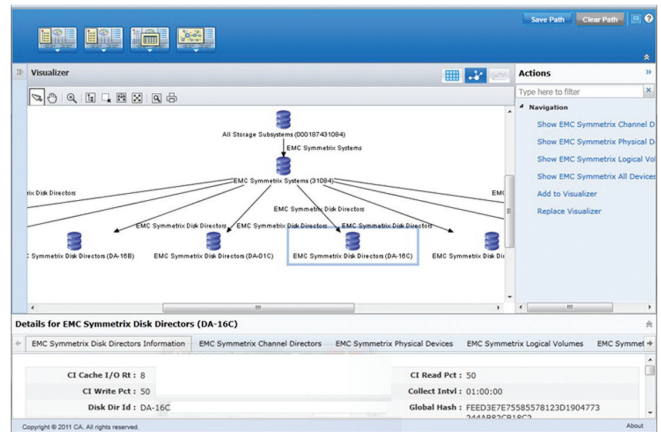 Save Path Clear Path
Visualizer
Actions
Type here to filter
Navigation
Show EMC Symmetrix Channel D
Show EMC Symmetrix Physical D
Show EMC Symmetrix Logical Vol
Show EMC Symmetrix All Devices
Add to Visualizer
Replace Visualizer
All Storage Subsystems (000187431084)
EMC Symmetrix Systems
EMC Symmetrix Systems (31084)
rix Disk Directors
EMC
EMC Symmetrix Disk Directors
EMC Symmetrix Disk Directors EMC Symmetrix Disk Directors EMC Symmetrix Disk Directors
Symmetrix Disk Directors (DA-16B) EMC Symmetrix Disk Directors (DA-01C) EMC Symmetrix Disk Directors (DA-16C) EMC Symmetrix Disk Dir
Details for EMC Symmetrix Disk Directors (DA-16C)
EMC Symmetrix Disk Directors Information EMC Symmetrix Channel Directors EMC Symmetrix Physical Devices EMC Symmetrix Logical Volumes EMC Symmet
CI Cache I/O Rt : 8 CI Read Pct : 50
CI Write Pct : 50 Collect Intvl : 01:00:00
Disk Dir Id : DA-16C Global Hash : FEED3E7E75585578123D1904773
Copyright © 2011 CA. All rights reserved. About